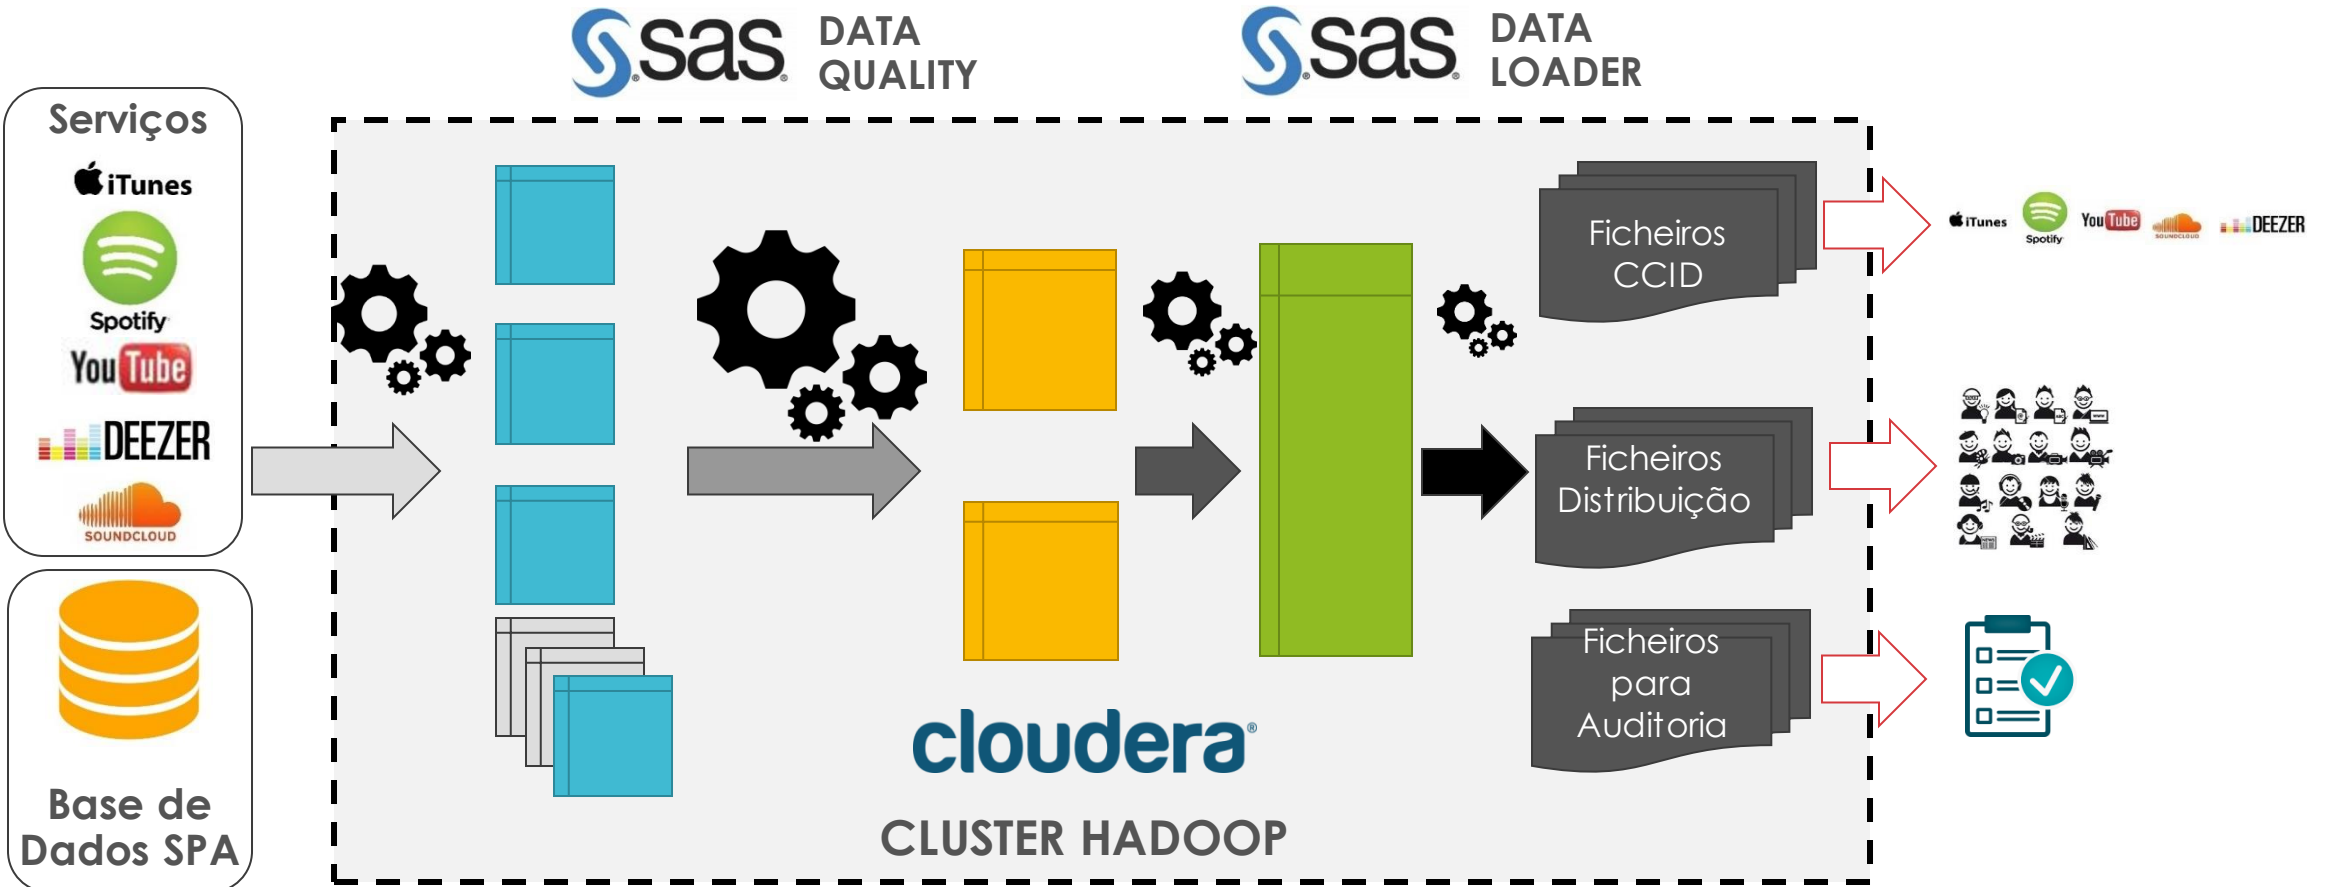 sas
DATA
QUALITY
sas
DATA
LOADER
Serviços
iTunes
Spotify
YouTube
DEEZER
SOUNDCLOUD
Base de
Dados SPA
cloudera®
CLUSTER HADOOP
Ficheiros
CCID
Ficheiros
Distribuição
Ficheiros
para
Auditoria
iTunes
Spotify
YouTube
SOUNDCLOUD
DEEZER